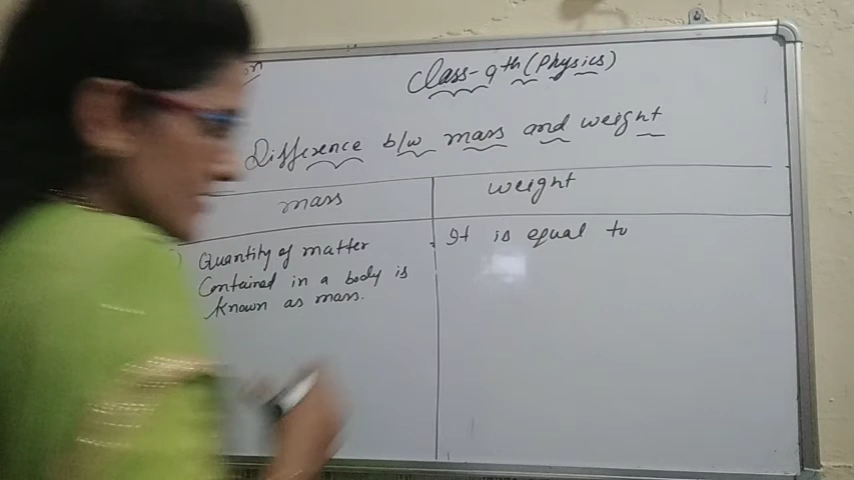 Class-9th (Physics)
Difference b/w mass and weight
mass
weight
Quantity of matter
Contained in a body is
known as mass.
It is equal to